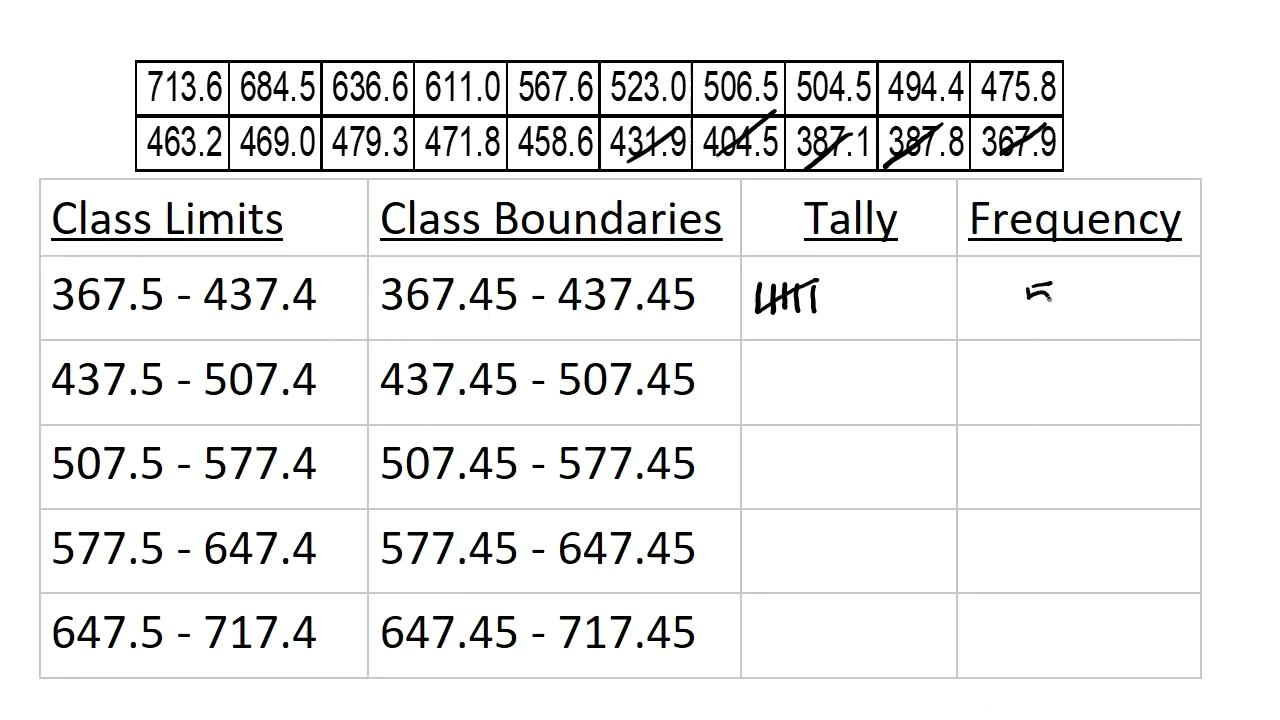 713.6 684.5 636.6 611.0 567.6 523.0 506.5 504.5 494.4 475.8
463.2 469.0 479.3 471.8 458.6 431.9 404.5 387.1 387.8 367.9
Class Limits Class Boundaries Tally Frequency
367.5 - 437.4 367.45 - 437.45 5
437.5 - 507.4 437.45 - 507.45
507.5 - 577.4 507.45 - 577.45
577.5 - 647.4 577.45 - 647.45
647.5 - 717.4 647.45 - 717.45